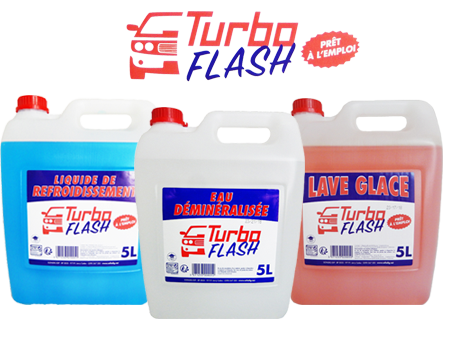 Turbo
FLASH
PRÊT
À L'EMPLOI
LIQUIDE DE
REFROIDISSEMENT
Turbo
FLASH
PRÊT
À L'EMPLOI
5L
EAU
DÉMINÉRALISÉE
Turbo
FLASH
5L
LAVE GLACE
Turbo
FLASH
PRÊT
À L'EMPLOI
5L